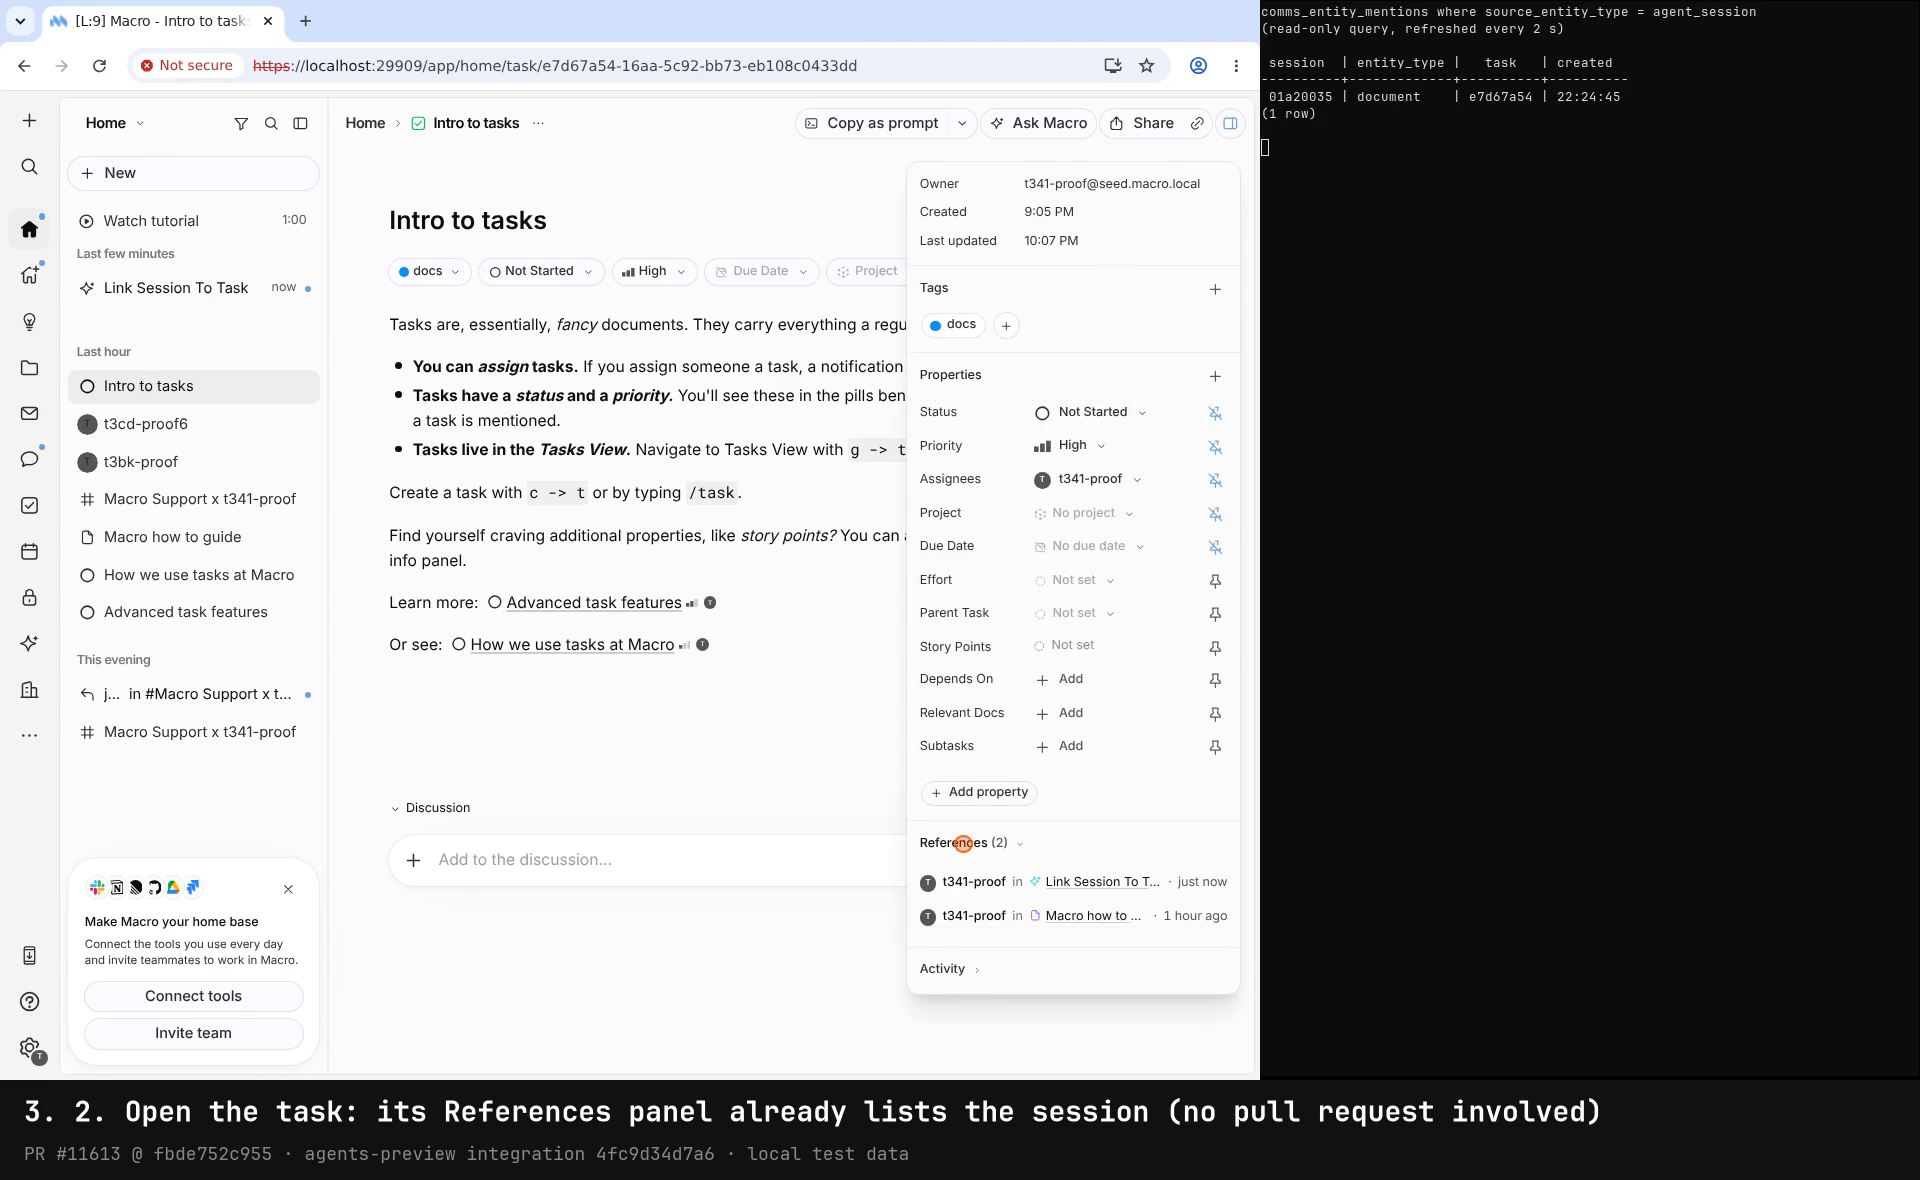 [L:9] Macro - Intro to task
Not secure
https://localhost:29909/app/home/task/e7d67a54-16aa-5c92-bb73-eb108c0433dd
Home
New
Watch tutorial 1:00
Last few minutes
Link Session To Task now
Last hour
Intro to tasks
T t3cd-proof6
T t3bk-proof
Macro Support x t341-proof
Macro how to guide
How we use tasks at Macro
Advanced task features
This evening
j... in #Macro Support x t...
Macro Support x t341-proof
Make Macro your home base
Connect the tools you use every day
and invite teammates to work in Macro.
Connect tools
Invite team
T
Home Intro to tasks ...
Copy as prompt
Ask Macro
Share
Intro to tasks
docs Not Started High Due Date Project
Tasks are, essentially, fancy documents. They carry everything a regu
You can assign tasks. If you assign someone a task, a notification
Tasks have a status and a priority. You'll see these in the pills ben
a task is mentioned.
Tasks live in the Tasks View. Navigate to Tasks View with g -> t
Create a task with c -> t or by typing /task.
Find yourself craving additional properties, like story points? You can a
info panel.
Learn more: Advanced task features T
Or see: How we use tasks at Macro T
Discussion
Add to the discussion...
Owner t341-proof@seed.macro.local
Created 9:05 PM
Last updated 10:07 PM
Tags
docs
Properties
Status Not Started
Priority High
Assignees T t341-proof
Project No project
Due Date No due date
Effort Not set
Parent Task Not set
Story Points Not set
Depends On Add
Relevant Docs Add
Subtasks Add
Add property
References (2)
T t341-proof in Link Session To T... · just now
T t341-proof in Macro how to ... · 1 hour ago
Activity
comms_entity_mentions where source_entity_type = agent_session
(read-only query, refreshed every 2 s)
session | entity_type | task | created
----------+-------------+----------+----------
01a20035 | document | e7d67a54 | 22:24:45
(1 row)
3. 2. Open the task: its References panel already lists the session (no pull request involved)
PR #11613 @ fbde752c955 · agents-preview integration 4fc9d34d7a6 · local test data